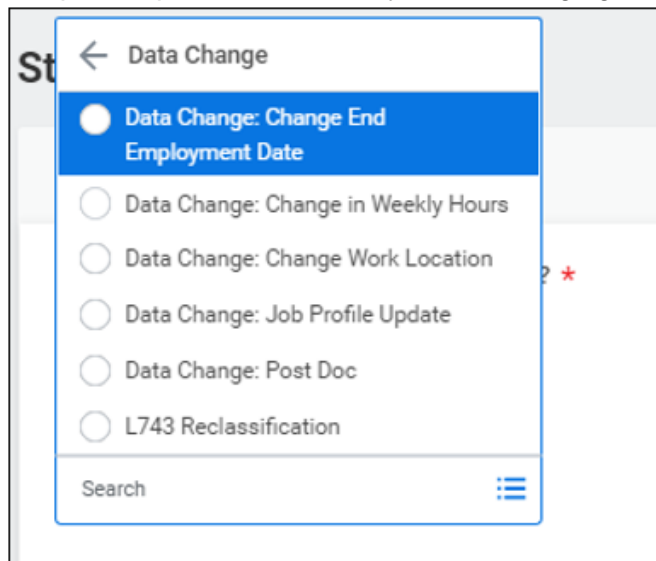 St
Data Change
Data Change: Change End
Employment Date
Data Change: Change in Weekly Hours
Data Change: Change Work Location
? *
Data Change: Job Profile Update
Data Change: Post Doc
L743 Reclassification
Search